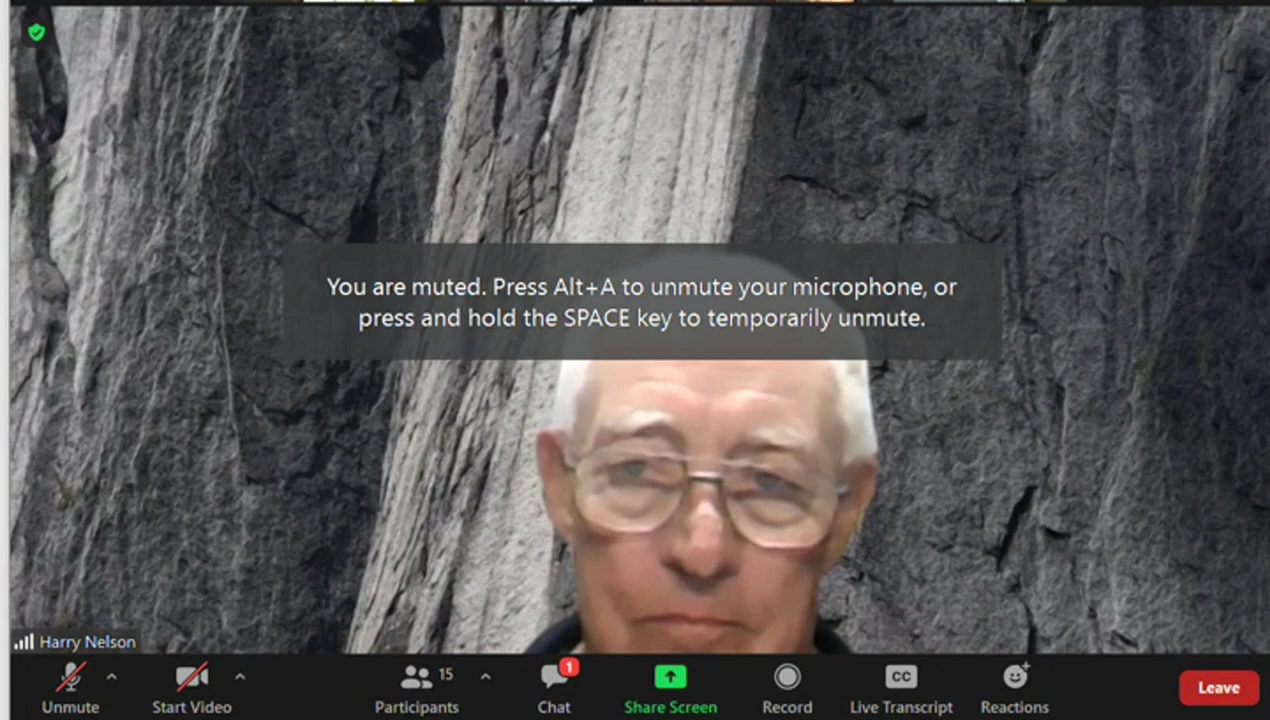 You are muted. Press Alt+A to unmute your microphone, or
press and hold the SPACE key to temporarily unmute.
Harry Nelson
Unmute
Start Video
15
Participants
1
Chat
Share Screen
Record
CC
Live Transcript
Reactions
Leave